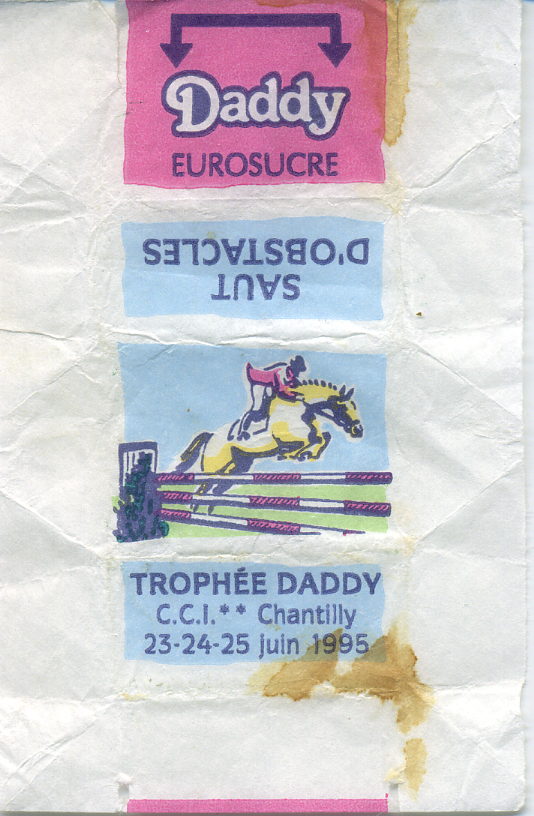 Daddy
EUROSUCRE
SAUT
D'OBSTACLES
TROPHÉE DADDY
C.C.I.** Chantilly
23-24-25 juin 1995